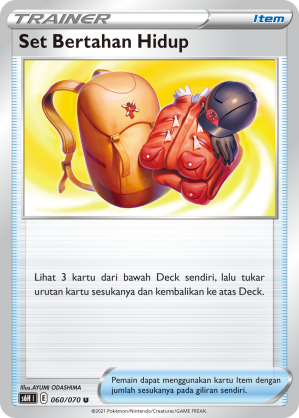 TRAINER Item
Set Bertahan Hidup
Lihat 3 kartu dari bawah Deck sendiri, lalu tukar
urutan kartu sesukanya dan kembalikan ke atas Deck.
Illus. AYUMI ODASHIMA
s6H I E 060/070 U
Pemain dapat menggunakan kartu Item dengan
jumlah sesukanya pada giliran sendiri.
©2021 Pokémon/Nintendo/Creatures/GAME FREAK.